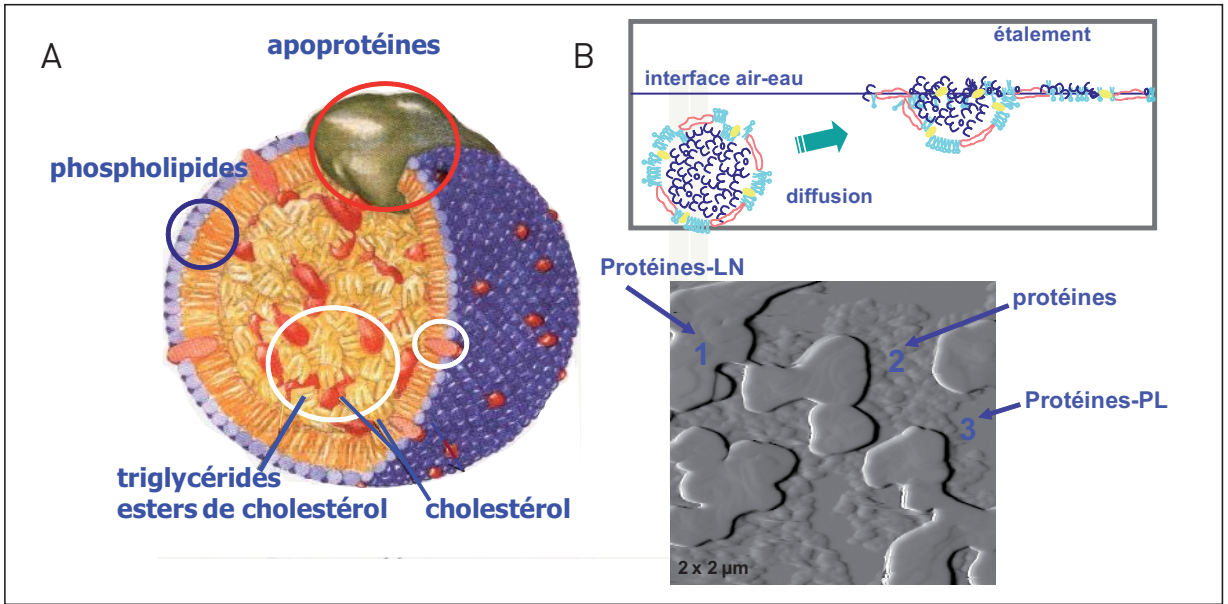 A
apoprotéines
phospholipides
triglycérides
esters de cholestérol
cholestérol
B
étalement
interface air-eau
diffusion
Protéines-LN
protéines
Protéines-PL
1
2
3
2 x 2 µm